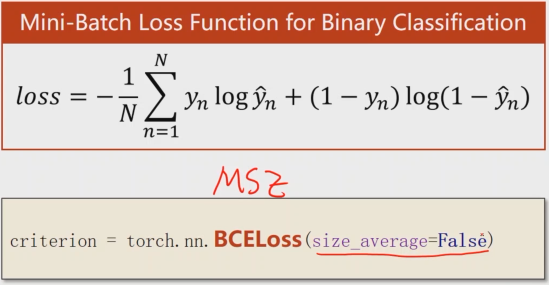 Mini-Batch Loss Function for Binary Classification
loss = -\frac{1}{N} \sum_{n=1}^{N} y_n \log \hat{y}_n + (1 - y_n) \log(1 - \hat{y}_n)
MSZ
criterion = torch.nn.BCELoss(size_average=False)